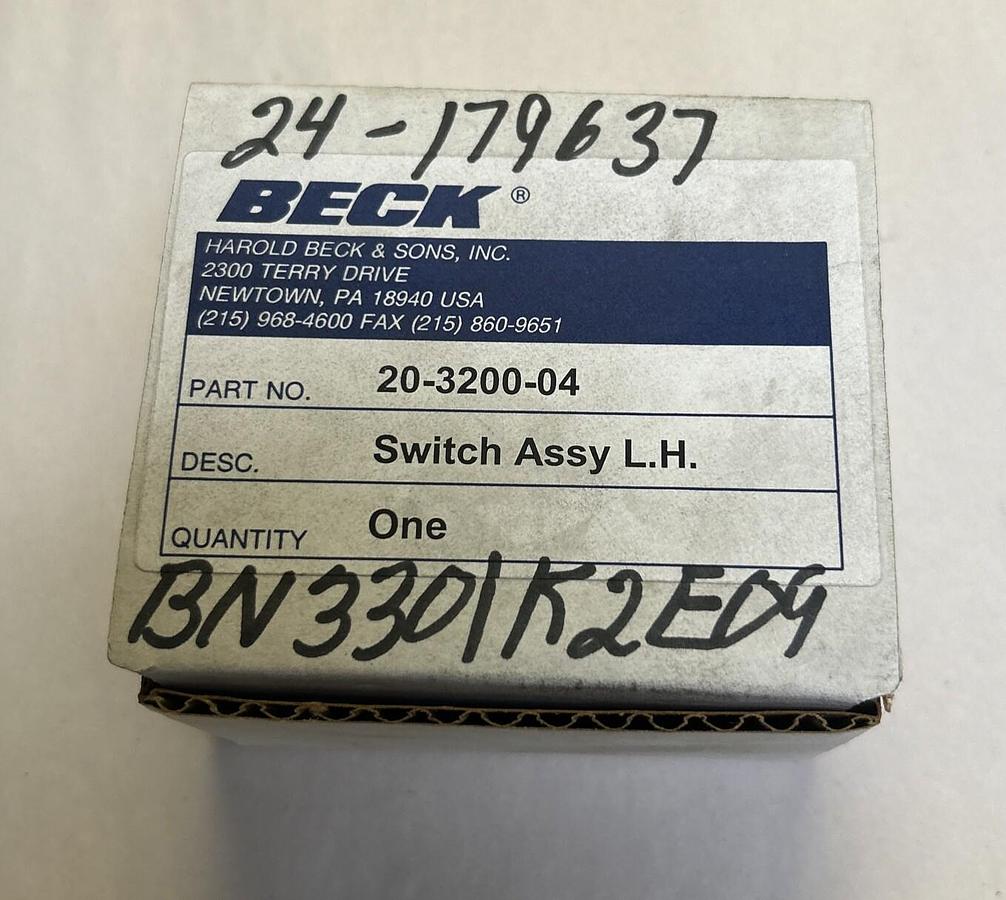 24-179637
BECK®
HAROLD BECK & SONS, INC.
2300 TERRY DRIVE
NEWTOWN, PA 18940 USA
(215) 968-4600 FAX (215) 860-9651
PART NO. 20-3200-04
DESC. Switch Assy L.H.
QUANTITY One
BN3301K2ED9